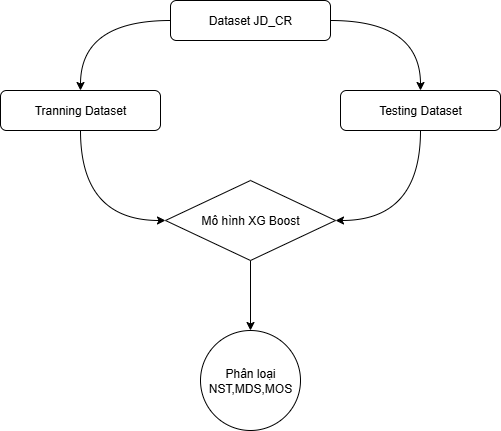 Dataset JD_CR
Tranning Dataset
Testing Dataset
Mô hình XG Boost
Phân loại
NST,MDS,MOS